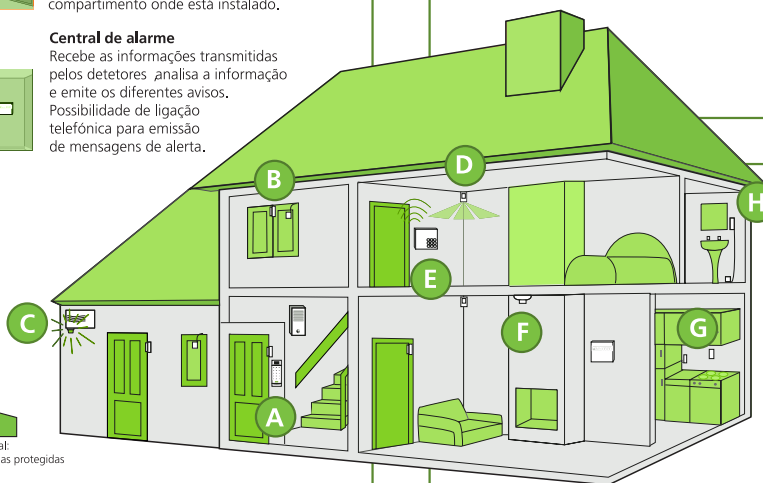 compartimento onde está instalado.
Central de alarme
Recebe as informações transmitidas
pelos detetores analisa a informação
e emite os diferentes avisos.
Possibilidade de ligação
telefónica para emissão
de mensagens de alerta.
B
D
H
E
C
F
G
A
al:
as protegidas